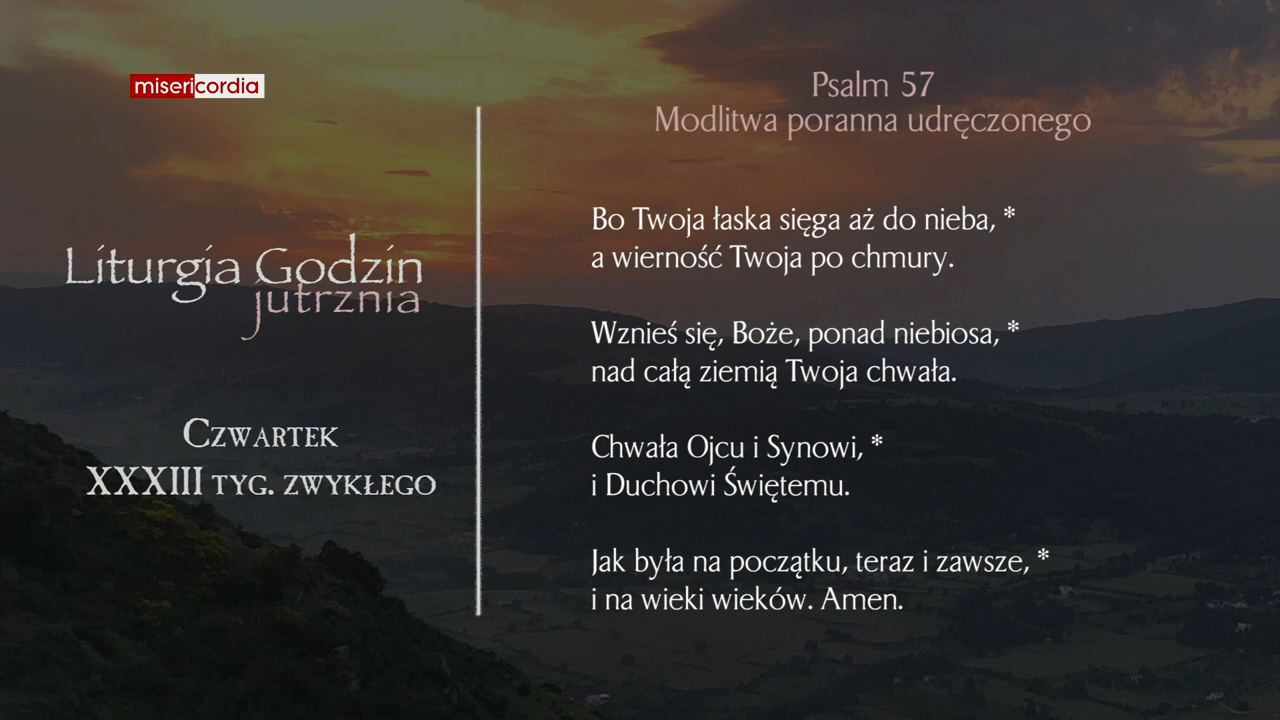 misericordia
Liturgia Godzin
jutrznia
Czwartek
XXXIII tyg. zwykłego
Psalm 57
Modlitwa poranna udręczonego
Bo Twoja łaska sięga aż do nieba, *
a wierność Twoja po chmury.
Wznieś się, Boże, ponad niebiosa, *
nad całą ziemią Twoja chwała.
Chwała Ojcu i Synowi, *
i Duchowi Świętemu.
Jak była na początku, teraz i zawsze, *
i na wieki wieków. Amen.